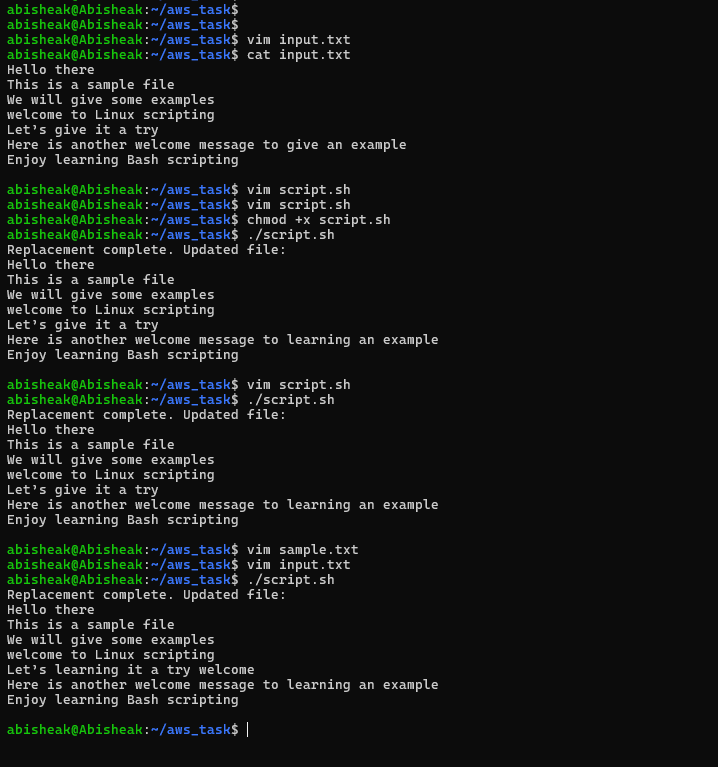 abisheak@Abisheak:~/aws_task$
abisheak@Abisheak:~/aws_task$
abisheak@Abisheak:~/aws_task$ vim input.txt
abisheak@Abisheak:~/aws_task$ cat input.txt
Hello there
This is a sample file
We will give some examples
welcome to Linux scripting
Let’s give it a try
Here is another welcome message to give an example
Enjoy learning Bash scripting
abisheak@Abisheak:~/aws_task$ vim script.sh
abisheak@Abisheak:~/aws_task$ vim script.sh
abisheak@Abisheak:~/aws_task$ chmod +x script.sh
abisheak@Abisheak:~/aws_task$ ./script.sh
Replacement complete. Updated file:
Hello there
This is a sample file
We will give some examples
welcome to Linux scripting
Let’s give it a try
Here is another welcome message to learning an example
Enjoy learning Bash scripting
abisheak@Abisheak:~/aws_task$ vim script.sh
abisheak@Abisheak:~/aws_task$ ./script.sh
Replacement complete. Updated file:
Hello there
This is a sample file
We will give some examples
welcome to Linux scripting
Let’s give it a try
Here is another welcome message to learning an example
Enjoy learning Bash scripting
abisheak@Abisheak:~/aws_task$ vim sample.txt
abisheak@Abisheak:~/aws_task$ vim input.txt
abisheak@Abisheak:~/aws_task$ ./script.sh
Replacement complete. Updated file:
Hello there
This is a sample file
We will give some examples
welcome to Linux scripting
Let’s learning it a try welcome
Here is another welcome message to learning an example
Enjoy learning Bash scripting
abisheak@Abisheak:~/aws_task$